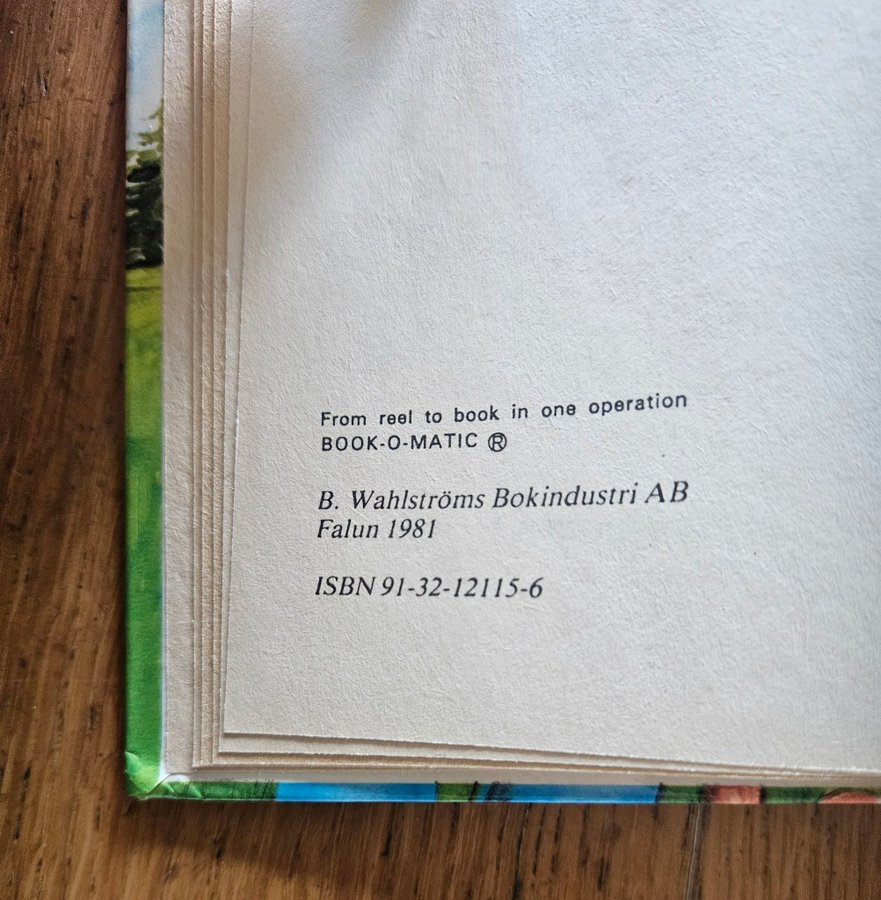 From reel to book in one operation
BOOK-O-MATIC ®
B. Wahlströms Bokindustri AB
Falun 1981
ISBN 91-32-12115-6